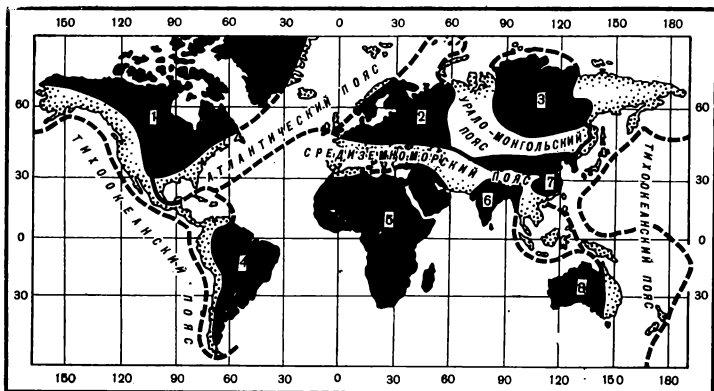 150 120 90 60 30 0 30 60 90 120 150 180
60 60
30 30
0 0
30 30
1
2
3
4
5
6
7
8
АТЛАНТИЧЕСКИЙ ПОЯС
УРАЛО-МОНГОЛЬСКИЙ
ПОЯС
СРЕДИЗЕМНОМОРСКИЙ ПОЯС
ТИХООКЕАНСКИЙ · ПОЯС
ТИХООКЕАНСКИЙ ПОЯС
150 120 90 60 30 0 30 60 90 120 150 180